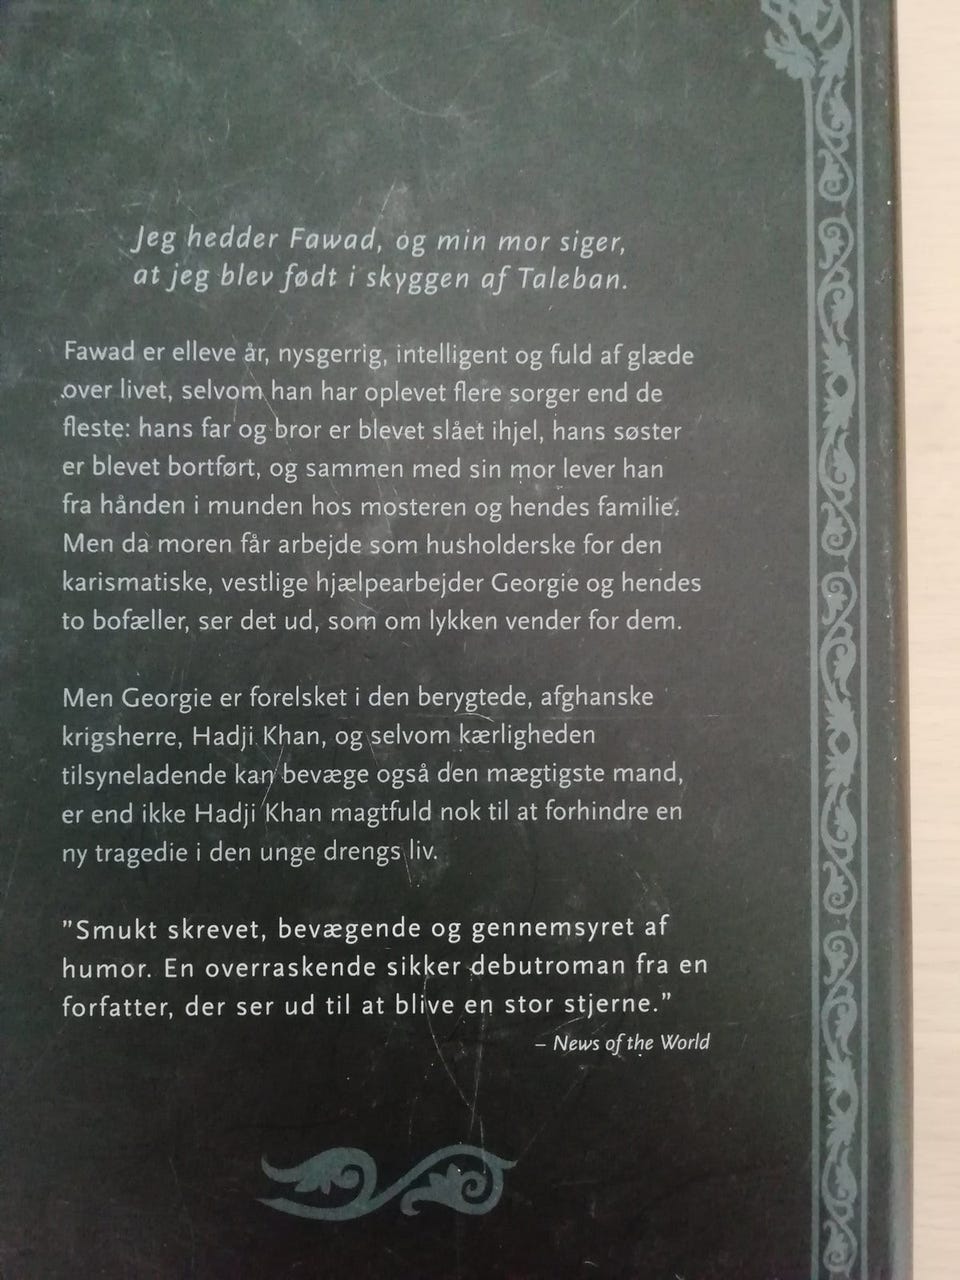 Jeg hedder Fawad, og min mor siger,
at jeg blev født i skyggen af Taleban.
Fawad er elleve år, nysgerrig, intelligent og fuld af glæde
over livet, selvom han har oplevet flere sorger end de
fleste: hans far og bror er blevet slået ihjel, hans søster
er blevet bortført, og sammen med sin mor lever han
fra hånden i munden hos mosteren og hendes familie.
Men da moren får arbejde som husholderske for den
karismatiske, vestlige hjælpearbejder Georgie og hendes
to bofæller, ser det ud, som om lykken vender for dem.
Men Georgie er forelsket i den berygtede, afghanske
krigsherre, Hadji Khan, og selvom kærligheden
tilsyneladende kan bevæge også den mægtigste mand,
er end ikke Hadji Khan magtfuld nok til at forhindre en
ny tragedie i den unge drengs liv.
"Smukt skrevet, bevægende og gennemsyret af
humor. En overraskende sikker debutroman fra en
forfatter, der ser ud til at blive en stor stjerne."
– News of the World